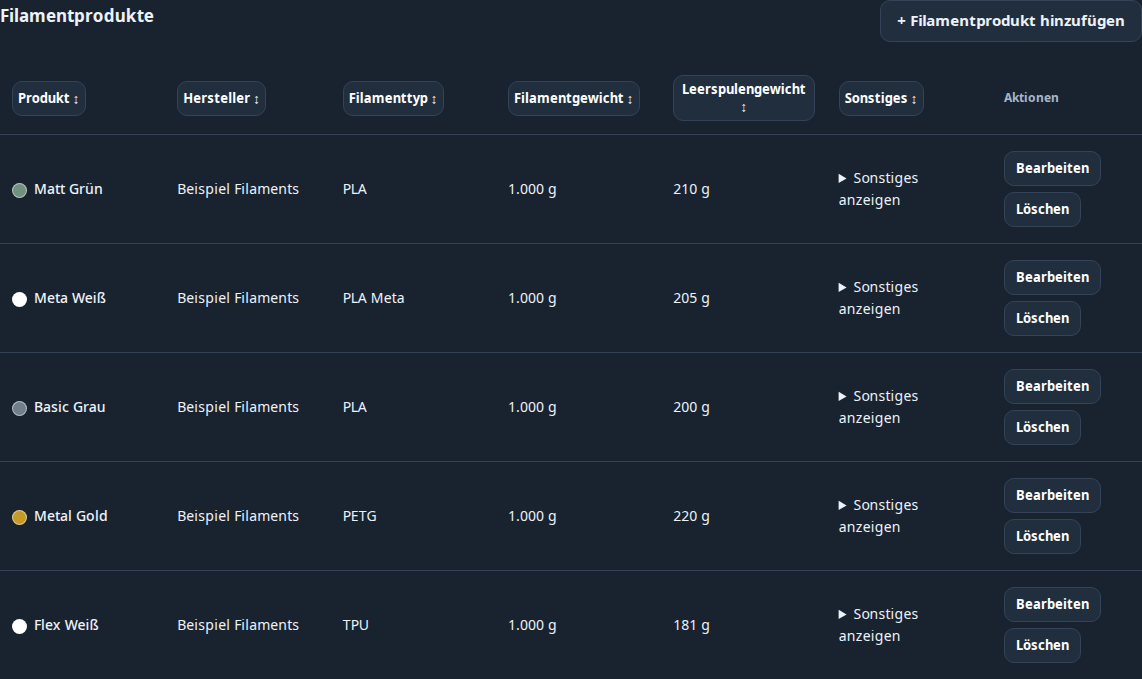 Filamentprodukte
+ Filamentprodukt hinzufügen
Produkt ↕ Hersteller ↕ Filamenttyp ↕ Filamentgewicht ↕ Leerspulengewicht ↕ Sonstiges ↕ Aktionen
Matt Grün Beispiel Filaments PLA 1.000 g 210 g ▶ Sonstiges anzeigen Bearbeiten Löschen
Meta Weiß Beispiel Filaments PLA Meta 1.000 g 205 g ▶ Sonstiges anzeigen Bearbeiten Löschen
Basic Grau Beispiel Filaments PLA 1.000 g 200 g ▶ Sonstiges anzeigen Bearbeiten Löschen
Metal Gold Beispiel Filaments PETG 1.000 g 220 g ▶ Sonstiges anzeigen Bearbeiten Löschen
Flex Weiß Beispiel Filaments TPU 1.000 g 181 g ▶ Sonstiges anzeigen Bearbeiten Löschen